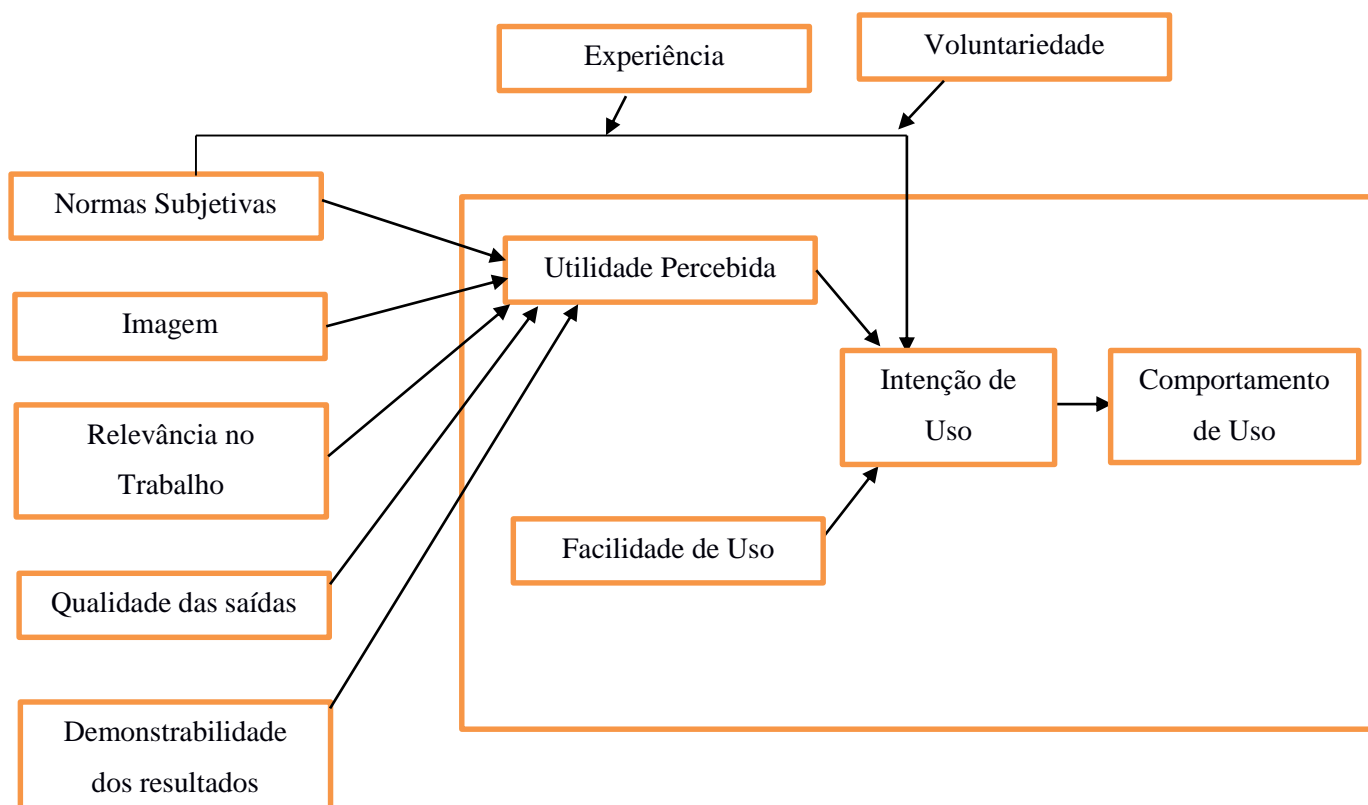 Experiência
Voluntariedade
Normas Subjetivas
Utilidade Percebida
Imagem
Intenção de
Uso
Comportamento
de Uso
Relevância no
Trabalho
Facilidade de Uso
Qualidade das saídas
Demonstrabilidade
dos resultados